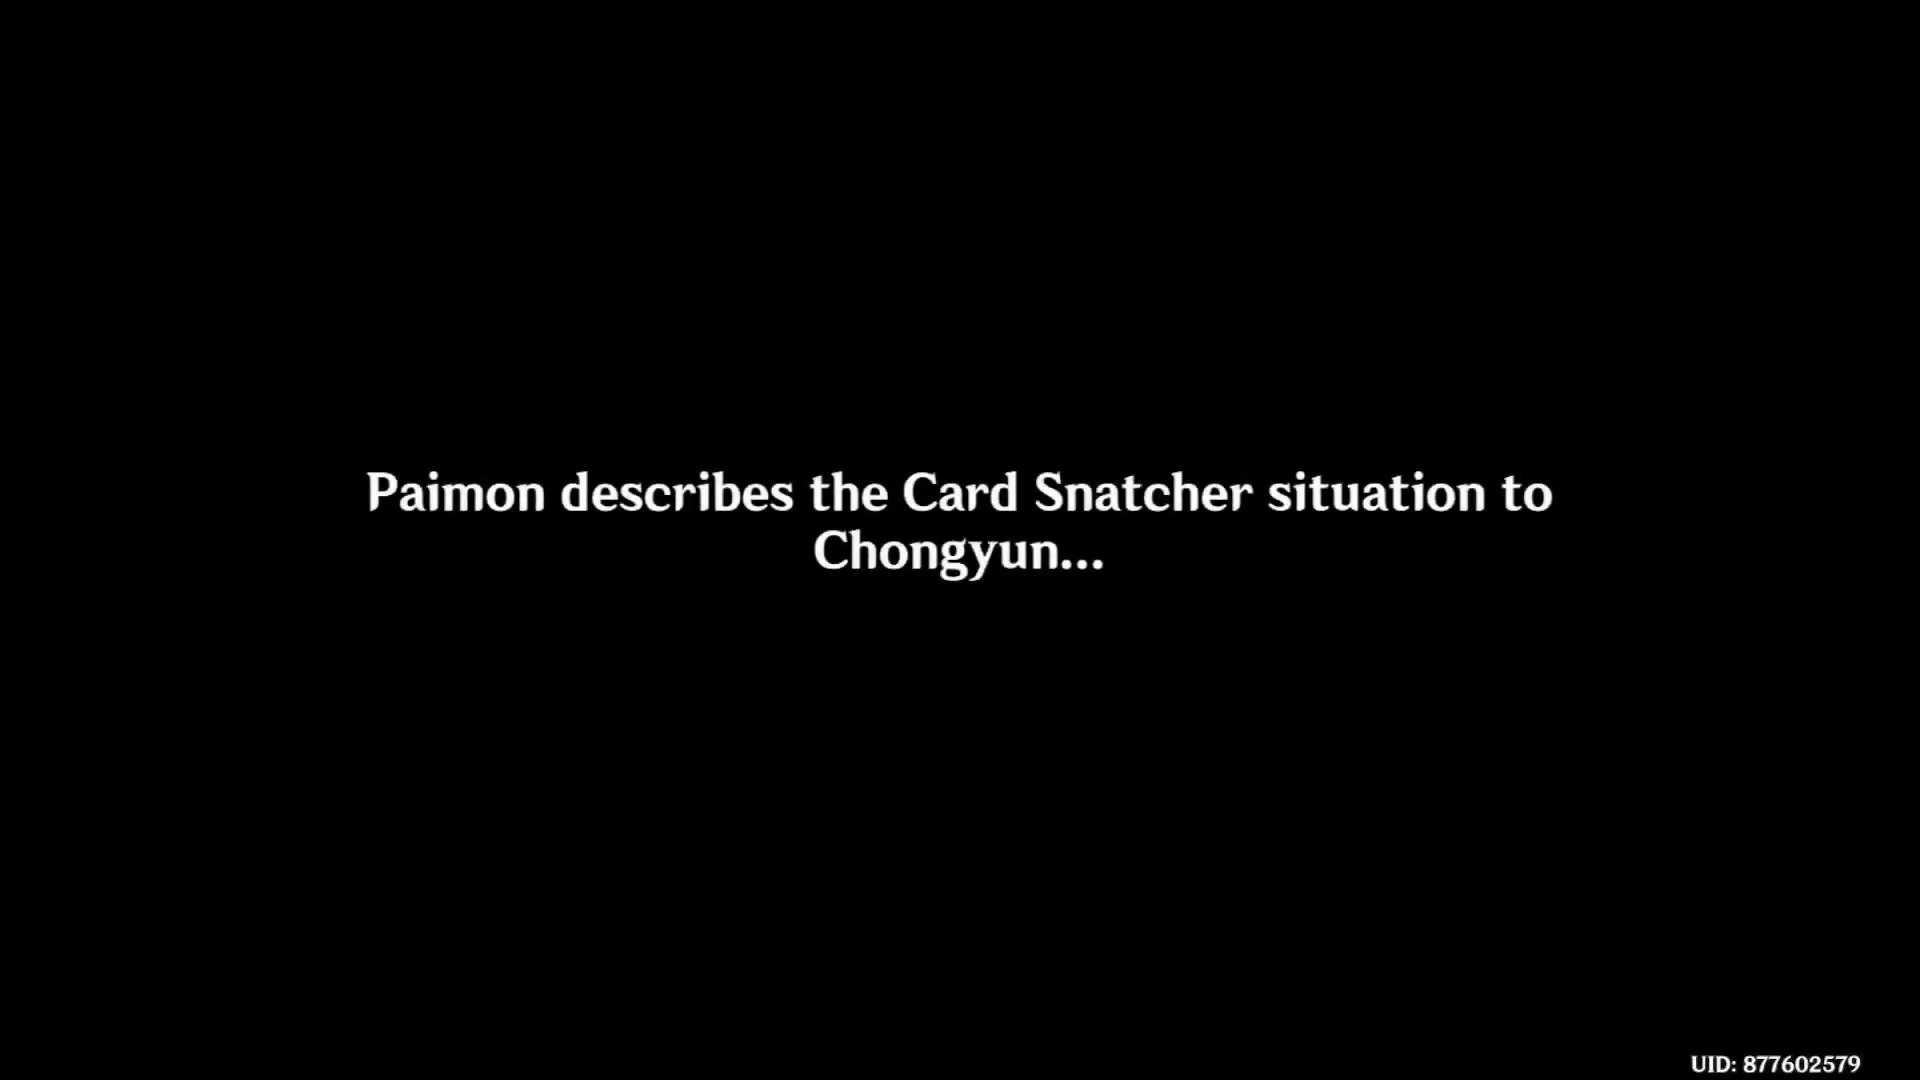 Paimon describes the Card Snatcher situation to
Chongyun...
UID: 877602579